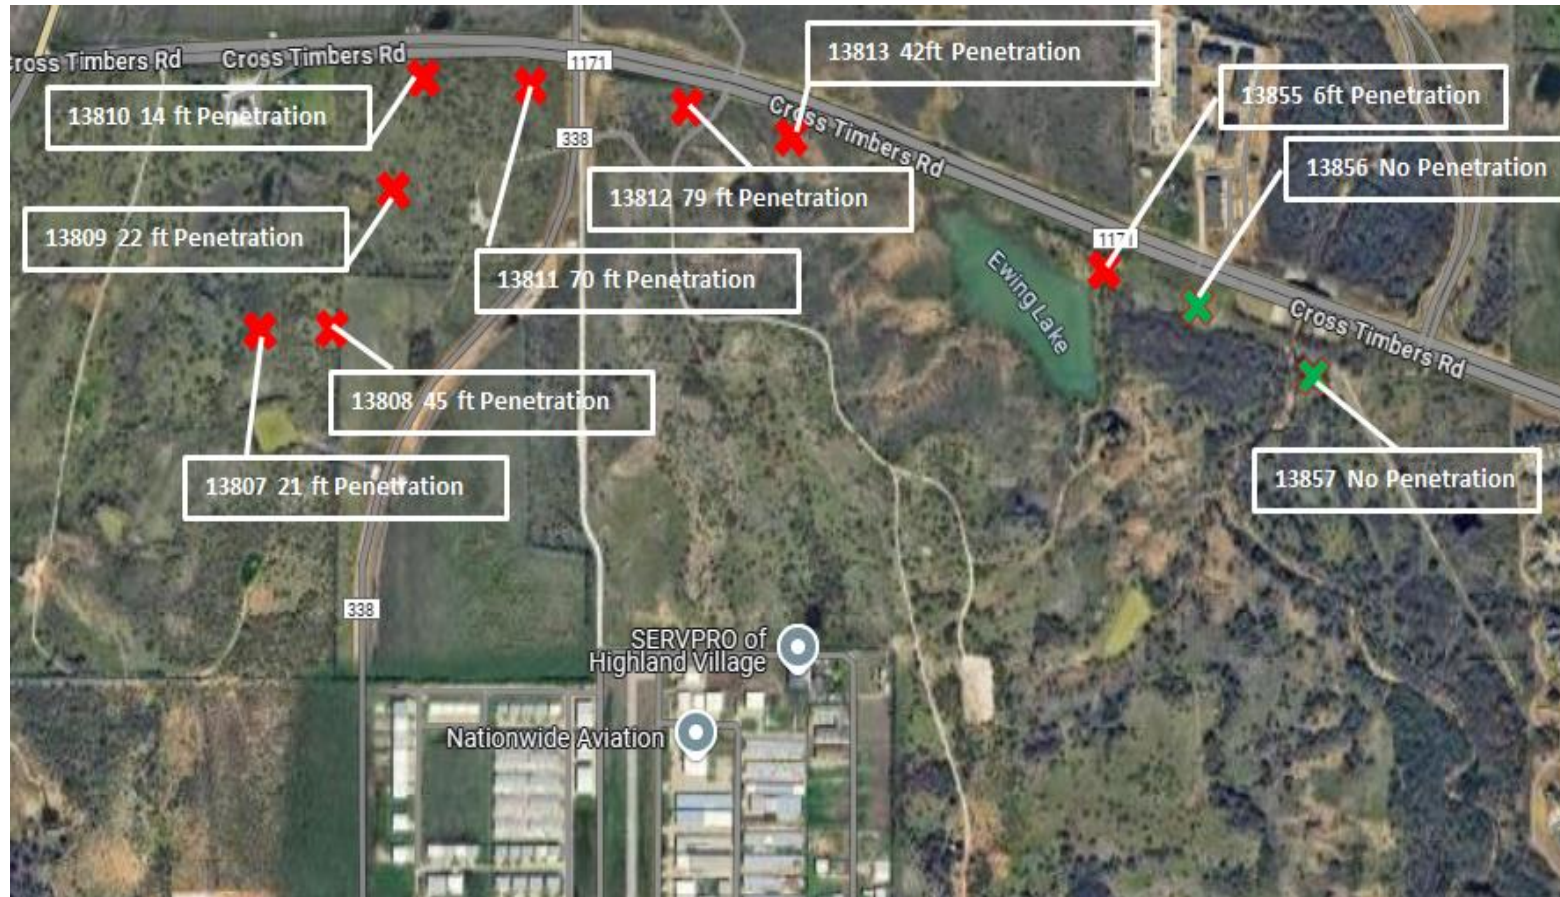 ross Timbers Rd
Cross Timbers Rd
1171
13813 42ft Penetration
13810 14 ft Penetration
13855 6ft Penetration
Cross Timbers Rd
338
13856 No Penetration
13812 79 ft Penetration
13809 22 ft Penetration
1171
13811 70 ft Penetration
Ewing Lake
Cross Timbers Rd
13808 45 ft Penetration
13807 21 ft Penetration
13857 No Penetration
338
SERVPRO of
Highland Village
Nationwide Aviation